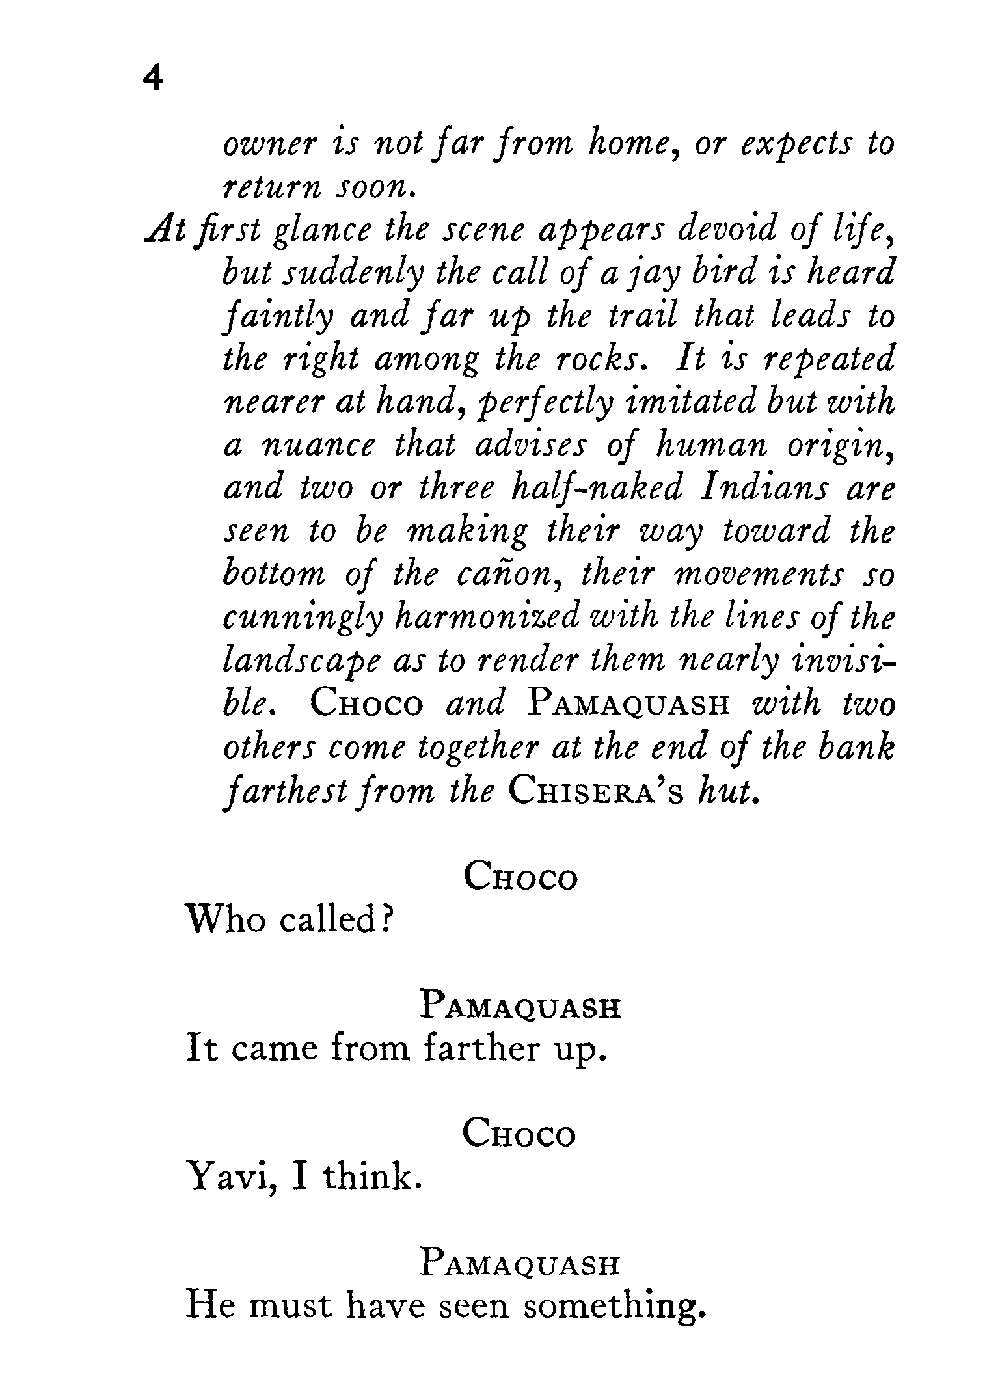 4
owner is not far from home, or expects to
return soon.
At first glance the scene appears devoid of life,
but suddenly the call of a jay bird is heard
faintly and far up the trail that leads to
the right among the rocks. It is repeated
nearer at hand, perfectly imitated but with
a nuance that advises of human origin,
and two or three half-naked Indians are
seen to be making their way toward the
bottom of the cañon, their movements so
cunningly harmonized with the lines of the
landscape as to render them nearly invisi-
ble. CHOCO and PAMAQUASH with two
others come together at the end of the bank
farthest from the CHISERA's hut.
CHOCO
Who called?
PAMAQUASH
It came from farther up.
CHOCO
Yavi, I think.
PAMAQUASH
He must have seen something.